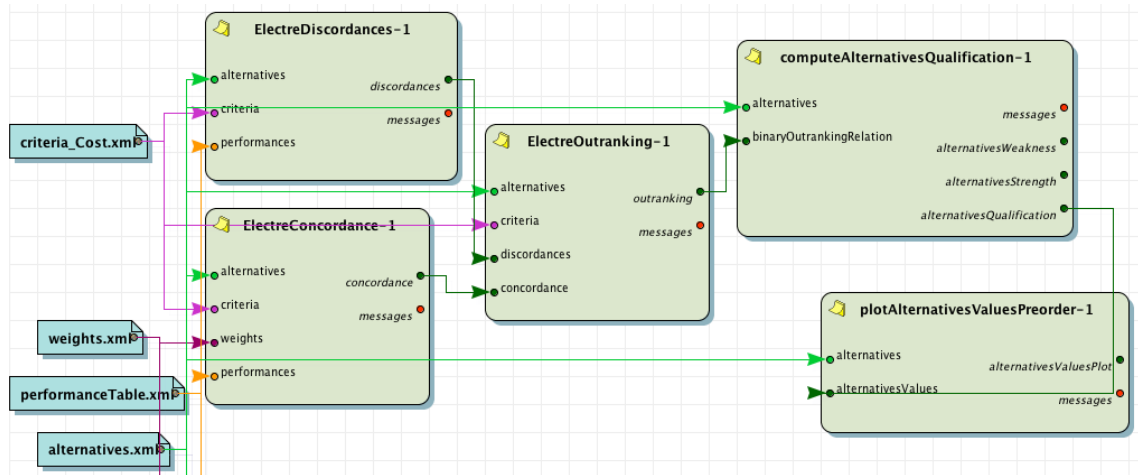 ElectreDiscordances-1
alternatives
discordances
criteria
messages
performances
computeAlternativesQualification-1
alternatives
messages
binaryOutrankingRelation
alternativesWeakness
alternativesStrength
alternativesQualification
criteria_Cost.xml
ElectreOutranking-1
alternatives
outranking
criteria
messages
discordances
concordance
ElectreConcordance-1
alternatives
concordance
criteria
messages
weights
performances
plotAlternativesValuesPreorder-1
alternatives
alternativesValuesPlot
alternativesValues
messages
weights.xml
performanceTable.xml
alternatives.xml